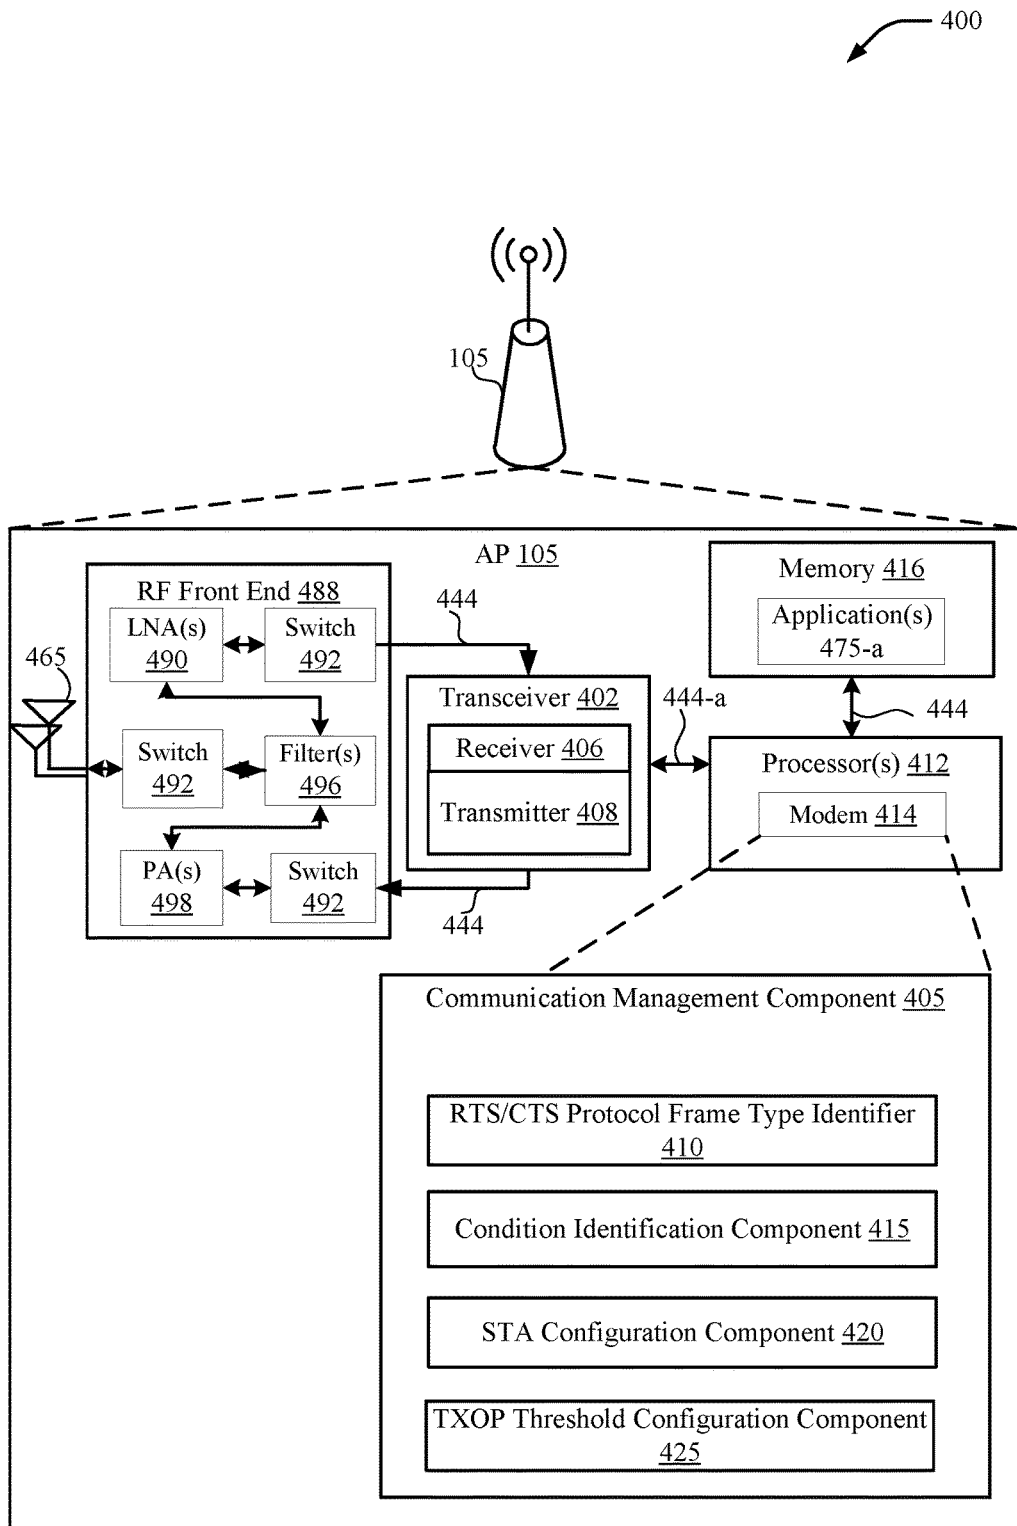 400
105
AP 105
RF Front End 488
LNA(s)
490
Switch
492
444
465
Switch
492
Filter(s)
496
PA(s)
498
Switch
492
444
Transceiver 402
Receiver 406
Transmitter 408
444-a
Memory 416
Application(s)
475-a
444
Processor(s) 412
Modem 414
Communication Management Component 405
RTS/CTS Protocol Frame Type Identifier
410
Condition Identification Component 415
STA Configuration Component 420
TXOP Threshold Configuration Component
425